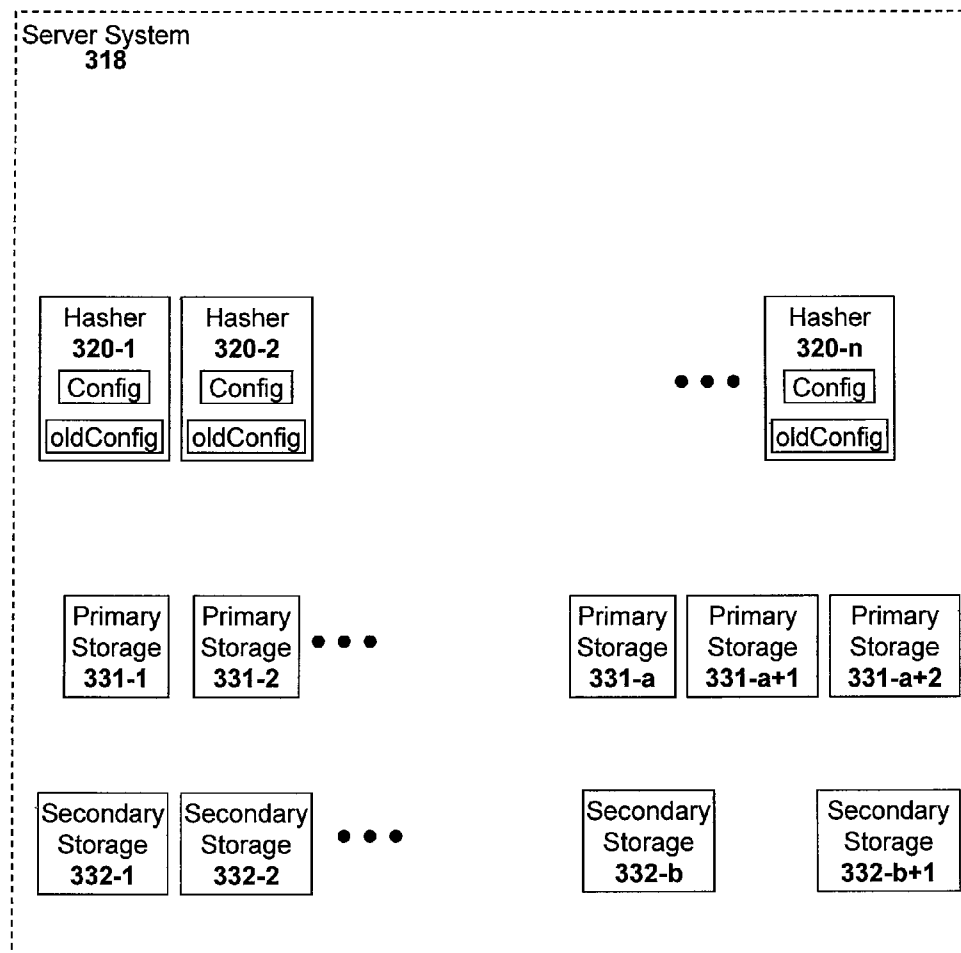 Server System
318
Hasher
320-1
Config
oldConfig
Hasher
320-2
Config
oldConfig
Hasher
320-n
Config
oldConfig
Primary
Storage
331-1
Primary
Storage
331-2
Primary
Storage
331-a
Primary
Storage
331-a+1
Primary
Storage
331-a+2
Secondary
Storage
332-1
Secondary
Storage
332-2
Secondary
Storage
332-b
Secondary
Storage
332-b+1